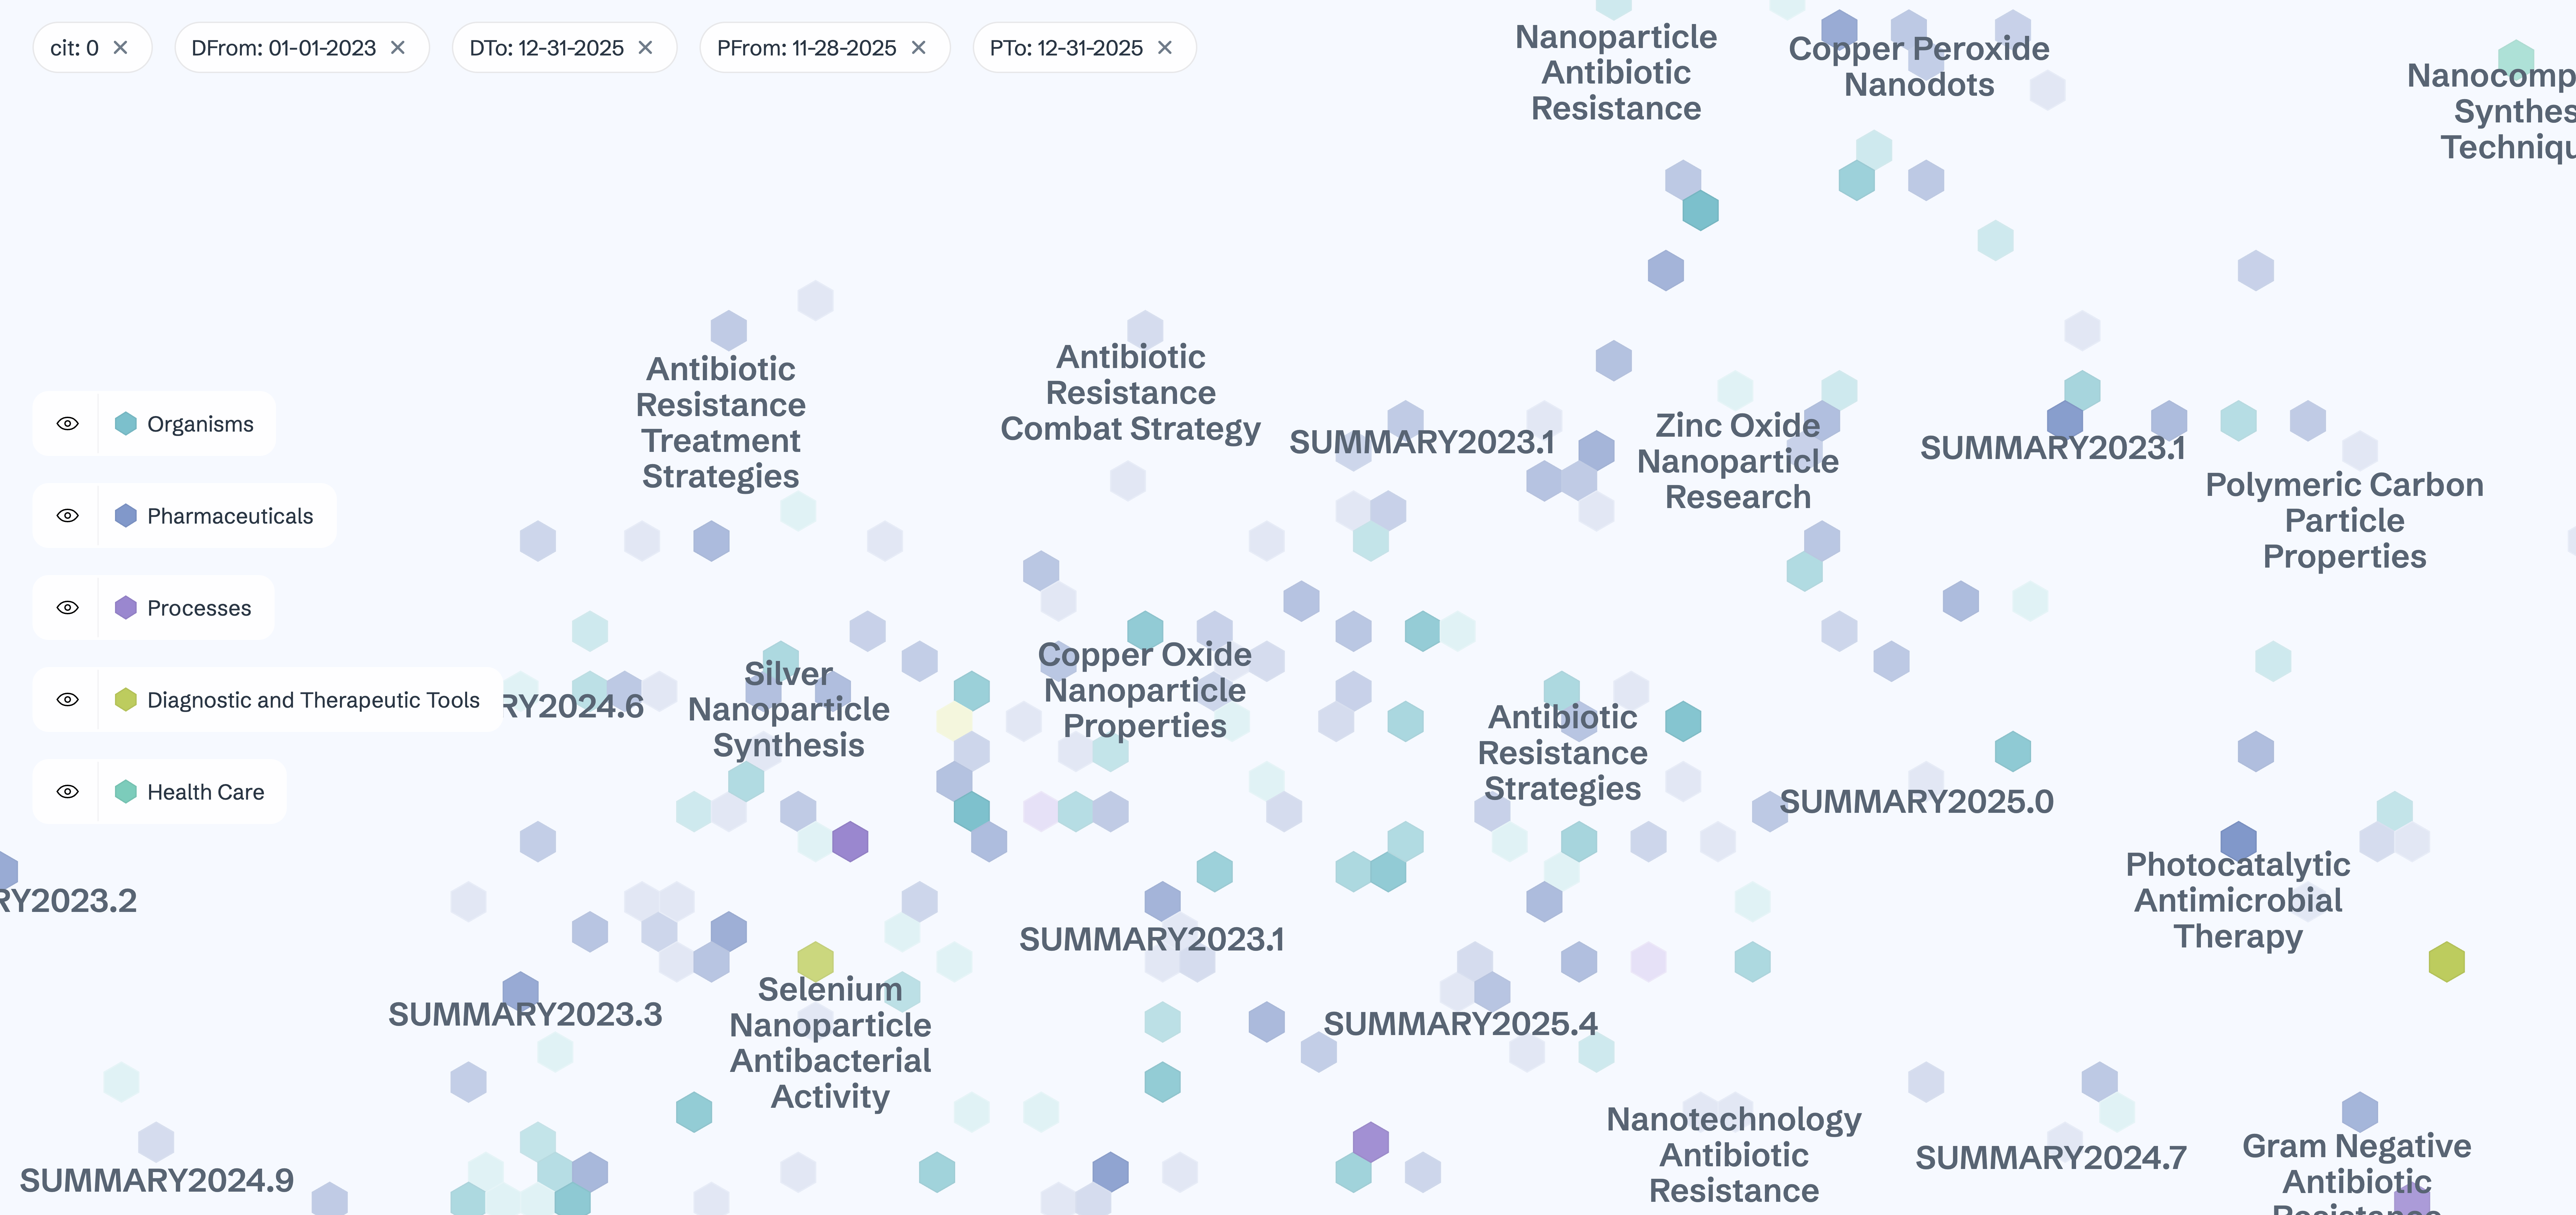 cit: 0
DFrom: 01-01-2023
DTo: 12-31-2025
PFrom: 11-28-2025
PTo: 12-31-2025
Nanoparticle
Antibiotic
Resistance
Copper Peroxide
Nanodots
Nanocomp
Synthes
Techniqu
Antibiotic
Resistance
Treatment
Strategies
Antibiotic
Resistance
Combat Strategy
SUMMARY2023.1
Zinc Oxide
Nanoparticle
Research
SUMMARY2023.1
Polymeric Carbon
Particle
Properties
Organisms
Pharmaceuticals
Processes
Diagnostic and Therapeutic Tools
Health Care
RY2024.6
Silver
Nanoparticle
Synthesis
Copper Oxide
Nanoparticle
Properties
Antibiotic
Resistance
Strategies
SUMMARY2025.0
Photocatalytic
Antimicrobial
Therapy
RY2023.2
SUMMARY2023.1
SUMMARY2023.3
Selenium
Nanoparticle
Antibacterial
Activity
SUMMARY2025.4
Nanotechnology
Antibiotic
Resistance
SUMMARY2024.7
Gram Negative
Antibiotic
Resistance
SUMMARY2024.9